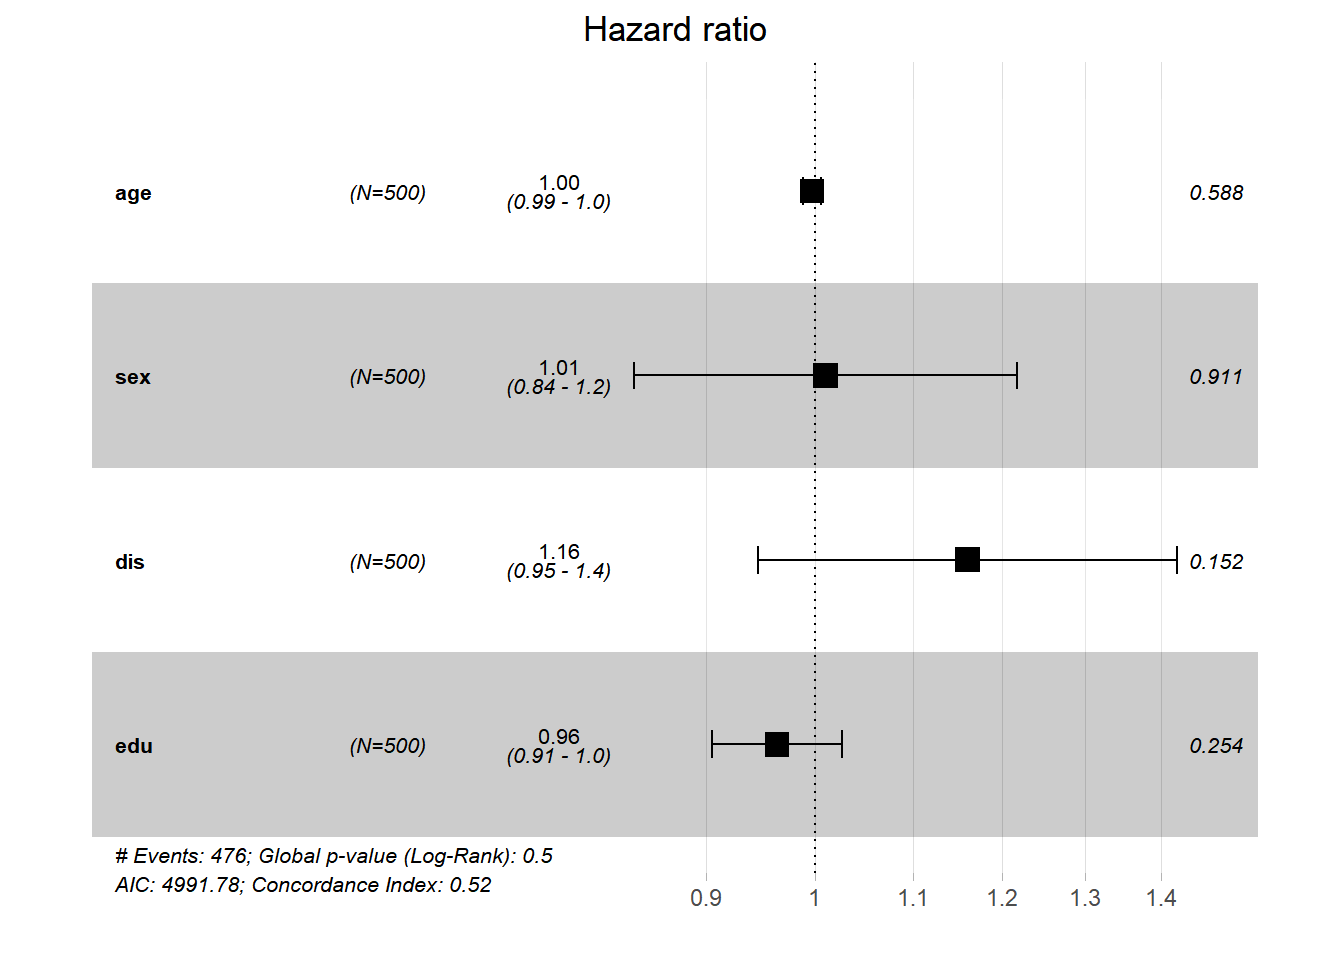 Hazard ratio
age (N=500) 1.00 0.588
(0.99 - 1.0)
sex (N=500) 1.01 0.911
(0.84 - 1.2)
dis (N=500) 1.16 0.152
(0.95 - 1.4)
edu (N=500) 0.96 0.254
(0.91 - 1.0)
# Events: 476; Global p-value (Log-Rank): 0.5
AIC: 4991.78; Concordance Index: 0.52
0.9 1 1.1 1.2 1.3 1.4